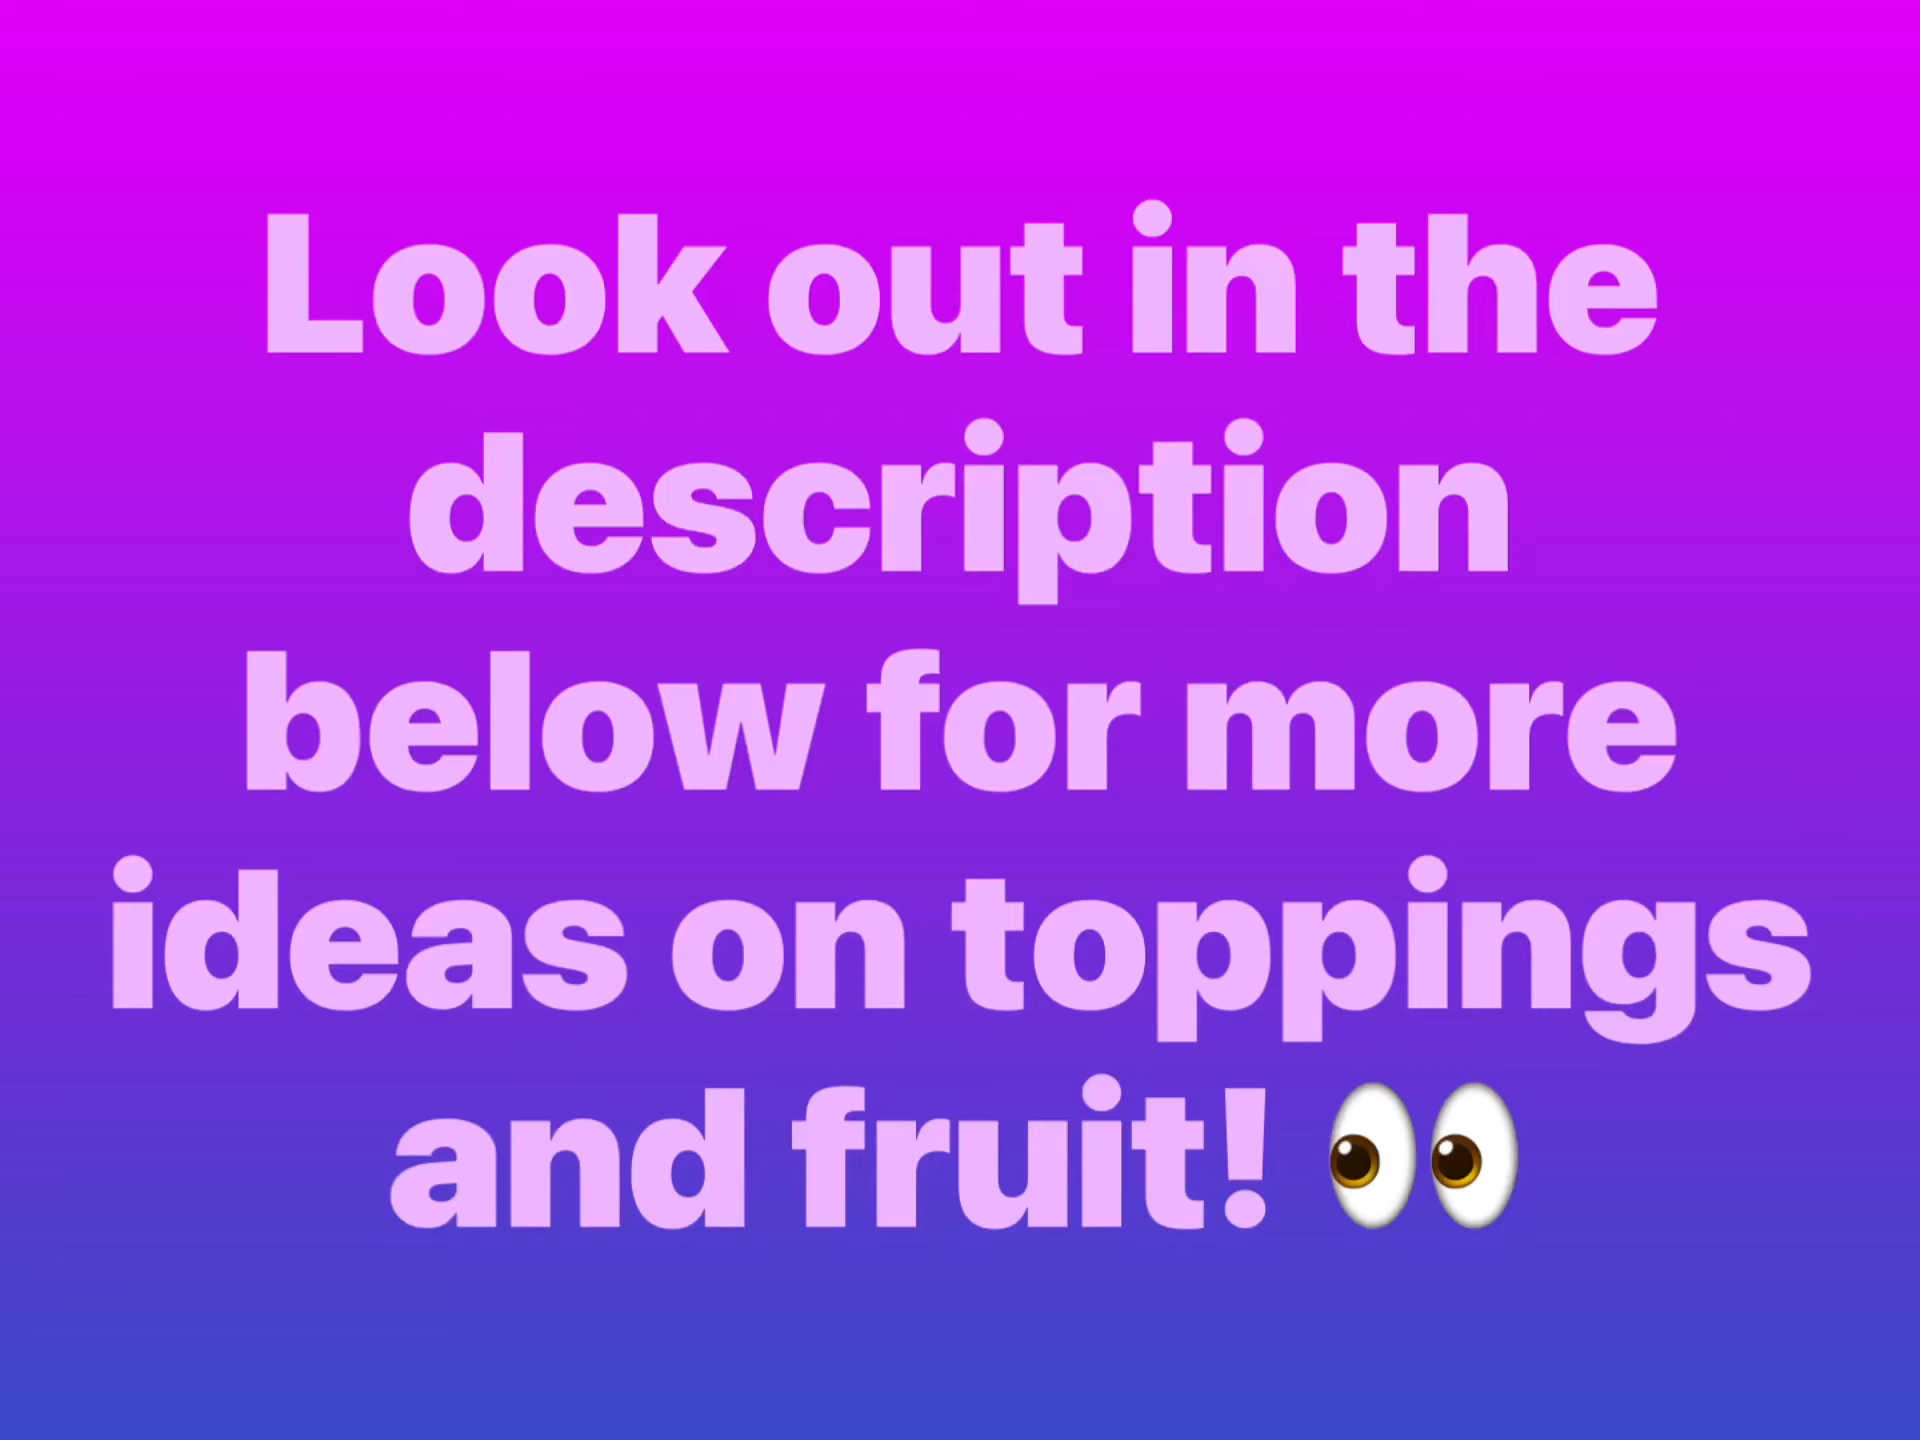 Look out in the
description
below for more
ideas on toppings
and fruit! 👀